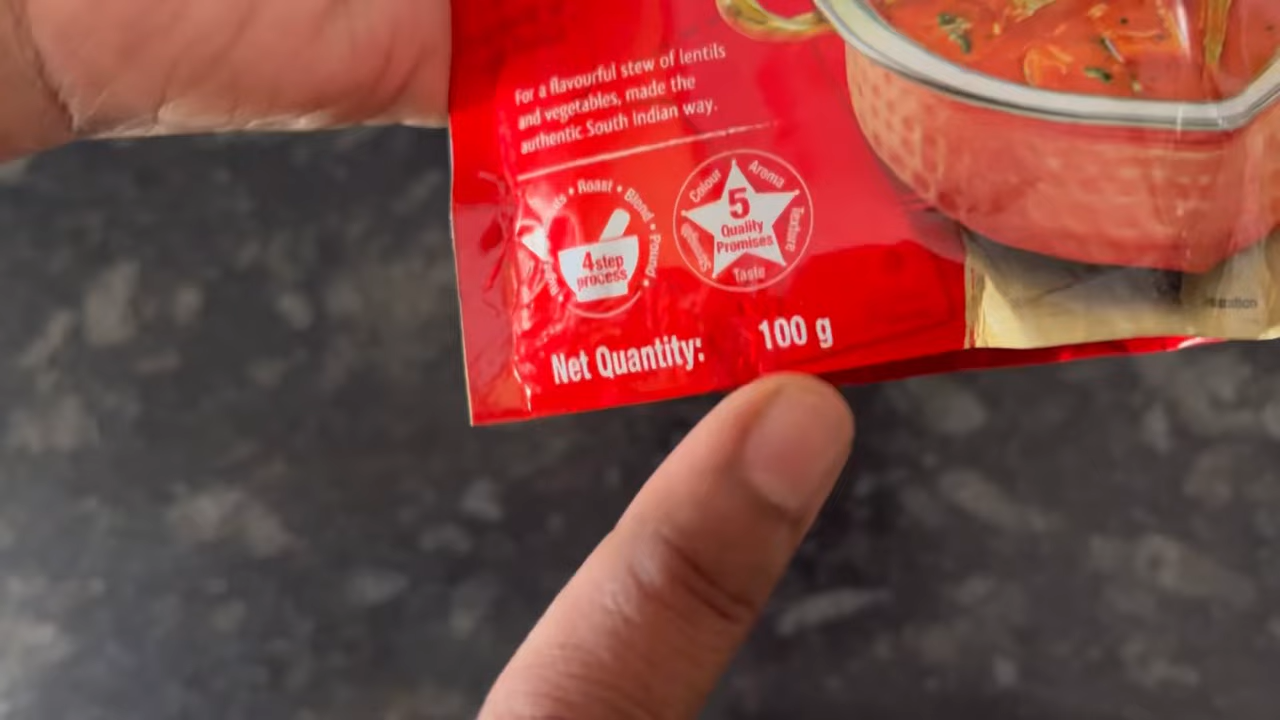 For a flavourful stew of lentils
and vegetables, made the
authentic South Indian way.
• Roast • Blend • Pound •
4 step
process
Colour
Aroma
Texture
Taste
5
Quality
Promises
Net Quantity: 100 g